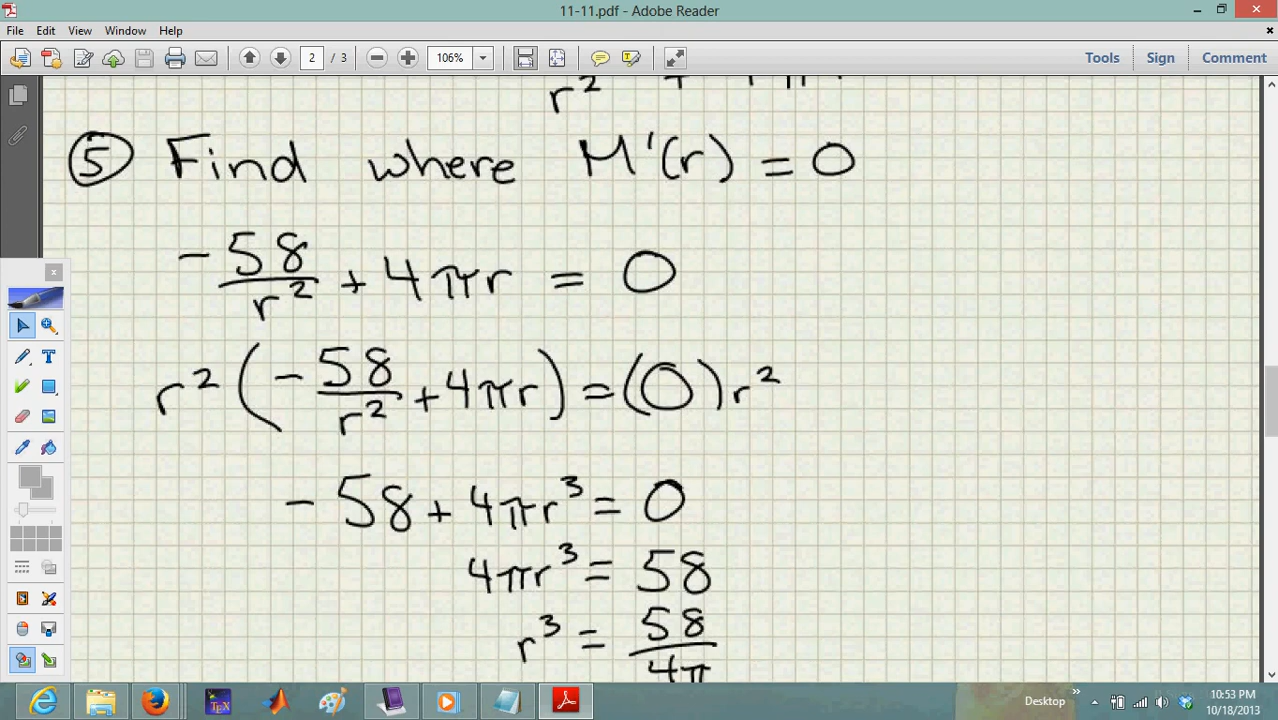 11-11.pdf - Adobe Reader
File Edit View Window Help
2 / 3 106% Tools Sign Comment
r² + 4π
⑤ Find where M'(r) = 0
-58/r² + 4πr = 0
r²(-58/r² + 4πr) = (0)r²
-58 + 4πr³ = 0
4πr³ = 58
r³ = 58/4π
Desktop
10:53 PM
10/18/2013